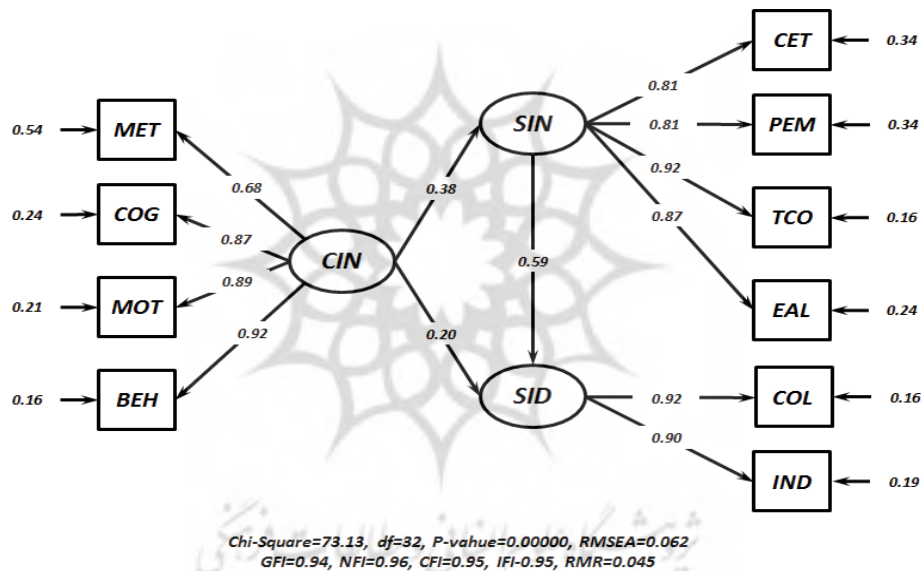 CET
0.34
0.81
0.54
MET
SIN
0.81
PEM
0.34
0.68
0.92
0.24
COG
0.38
0.87
TCO
0.16
0.87
CIN
0.59
0.89
0.21
MOT
EAL
0.24
0.92
0.20
0.16
BEH
SID
0.92
COL
0.16
0.90
IND
0.19
Chi-Square=73.13, df=32, P-vahue=0.00000, RMSEA=0.062
GFI=0.94, NFI=0.96, CFI=0.95, IFI-0.95, RMR=0.045